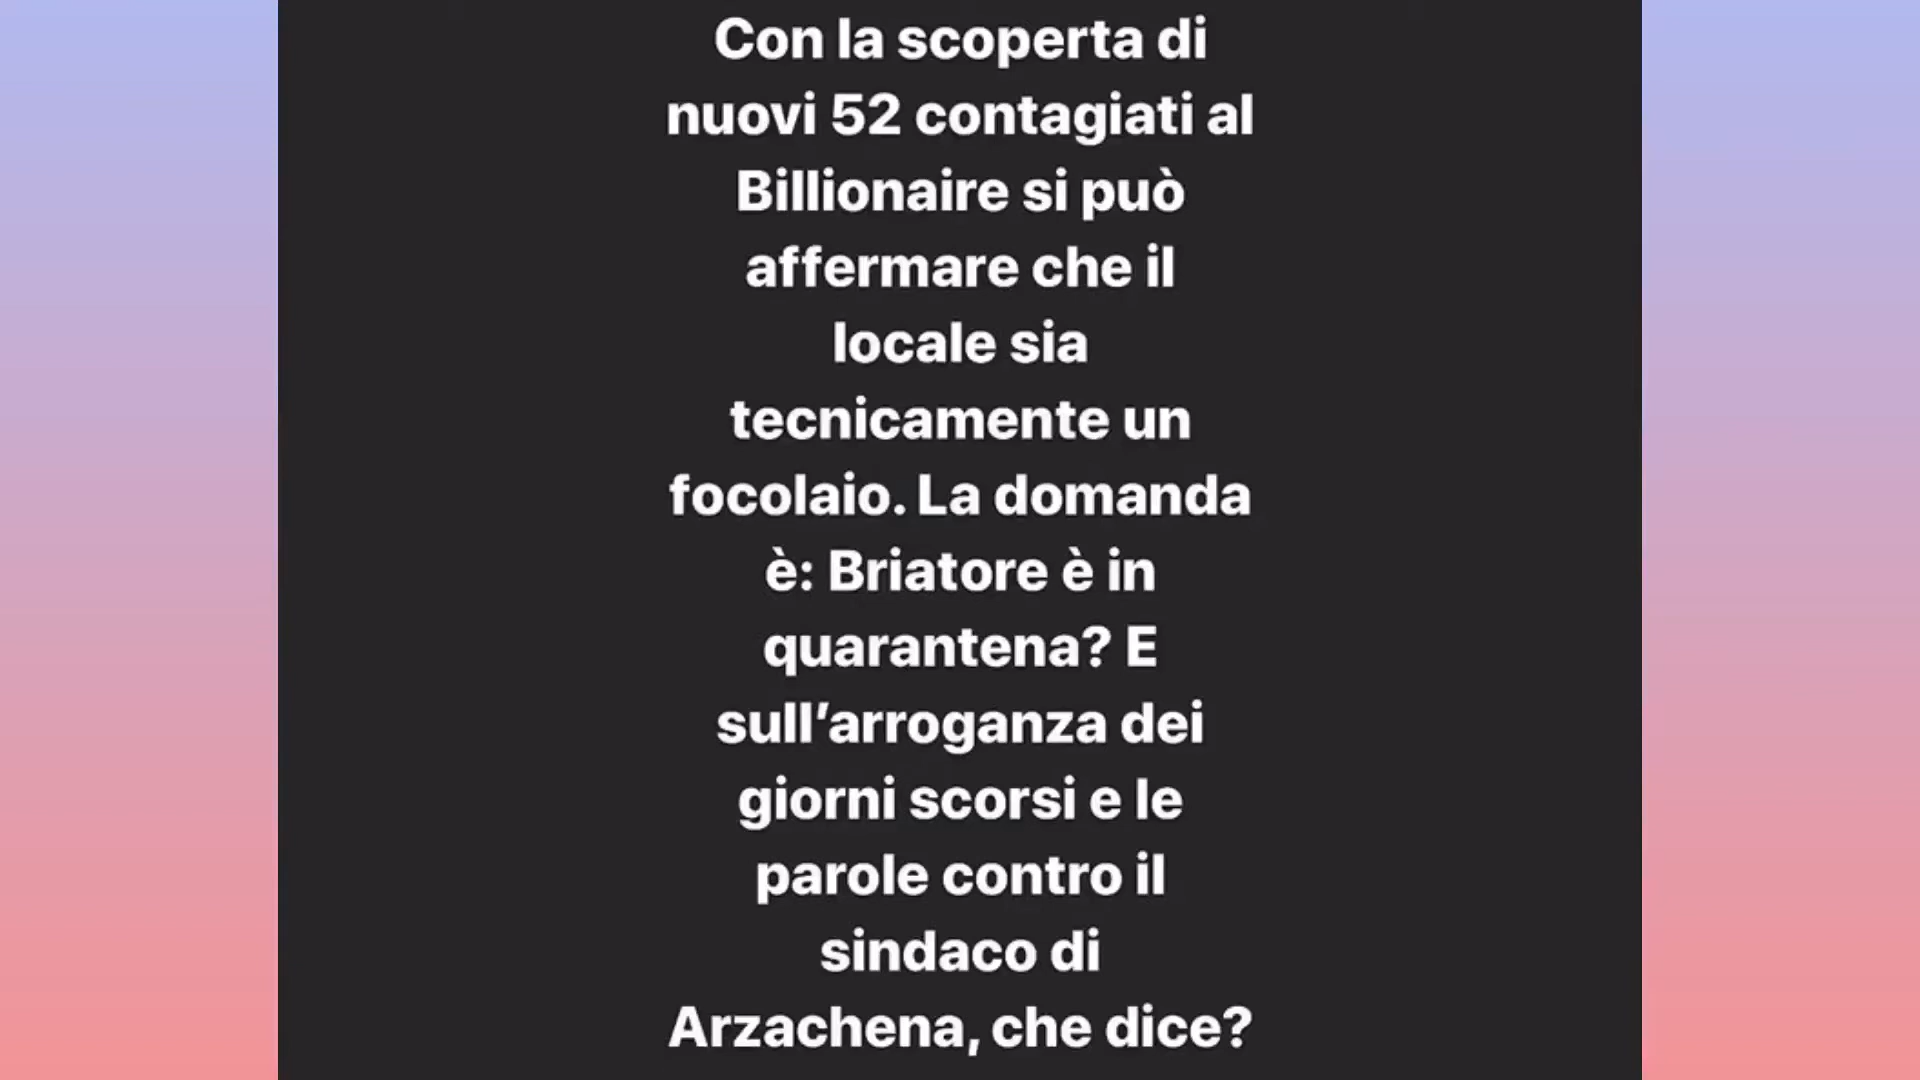 Con la scoperta di
nuovi 52 contagiati al
Billionaire si può
affermare che il
locale sia
tecnicamente un
focolaio. La domanda
è: Briatore è in
quarantena? E
sull’arroganza dei
giorni scorsi e le
parole contro il
sindaco di
Arzachena, che dice?